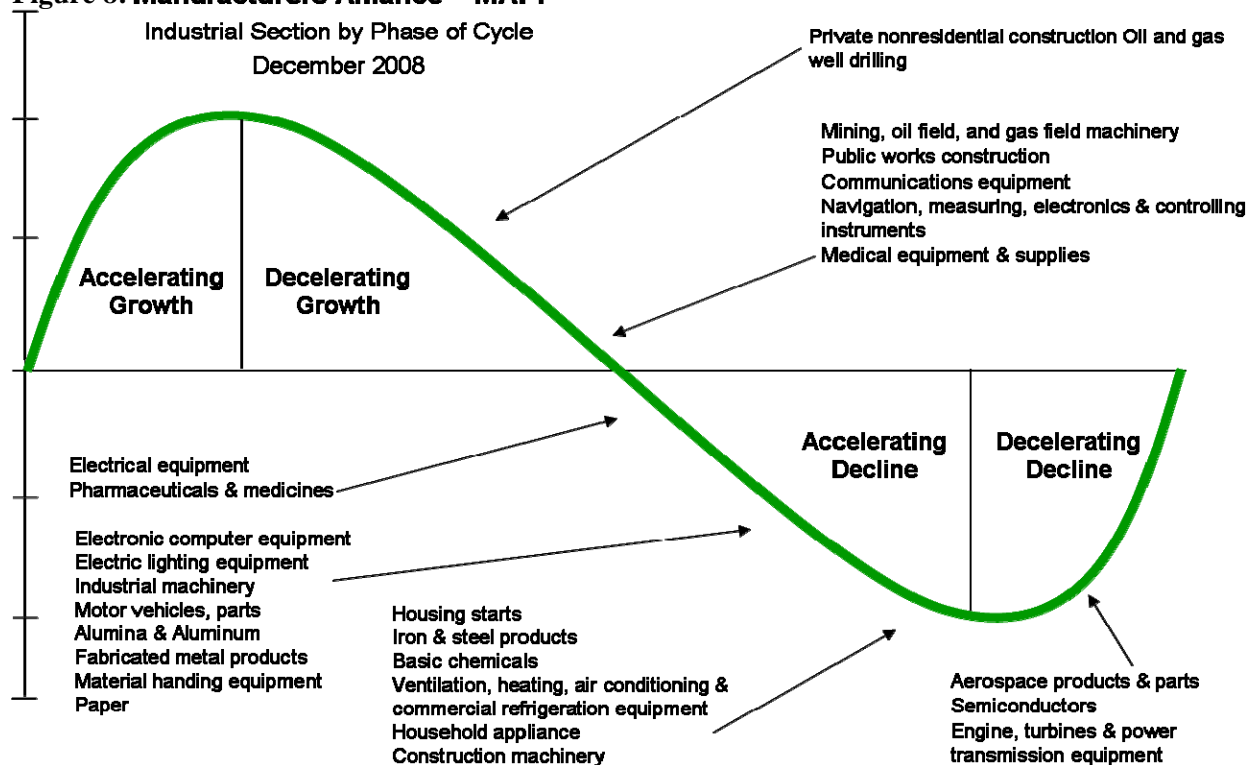 Industrial Section by Phase of Cycle
December 2008
Private nonresidential construction Oil and gas
well drilling
Mining, oil field, and gas field machinery
Public works construction
Communications equipment
Navigation, measuring, electronics & controlling
instruments
Medical equipment & supplies
Accelerating
Growth
Decelerating
Growth
Accelerating
Decline
Decelerating
Decline
Electrical equipment
Pharmaceuticals & medicines
Electronic computer equipment
Electric lighting equipment
Industrial machinery
Motor vehicles, parts
Alumina & Aluminum
Fabricated metal products
Material handing equipment
Paper
Housing starts
Iron & steel products
Basic chemicals
Ventilation, heating, air conditioning &
commercial refrigeration equipment
Household appliance
Construction machinery
Aerospace products & parts
Semiconductors
Engine, turbines & power
transmission equipment